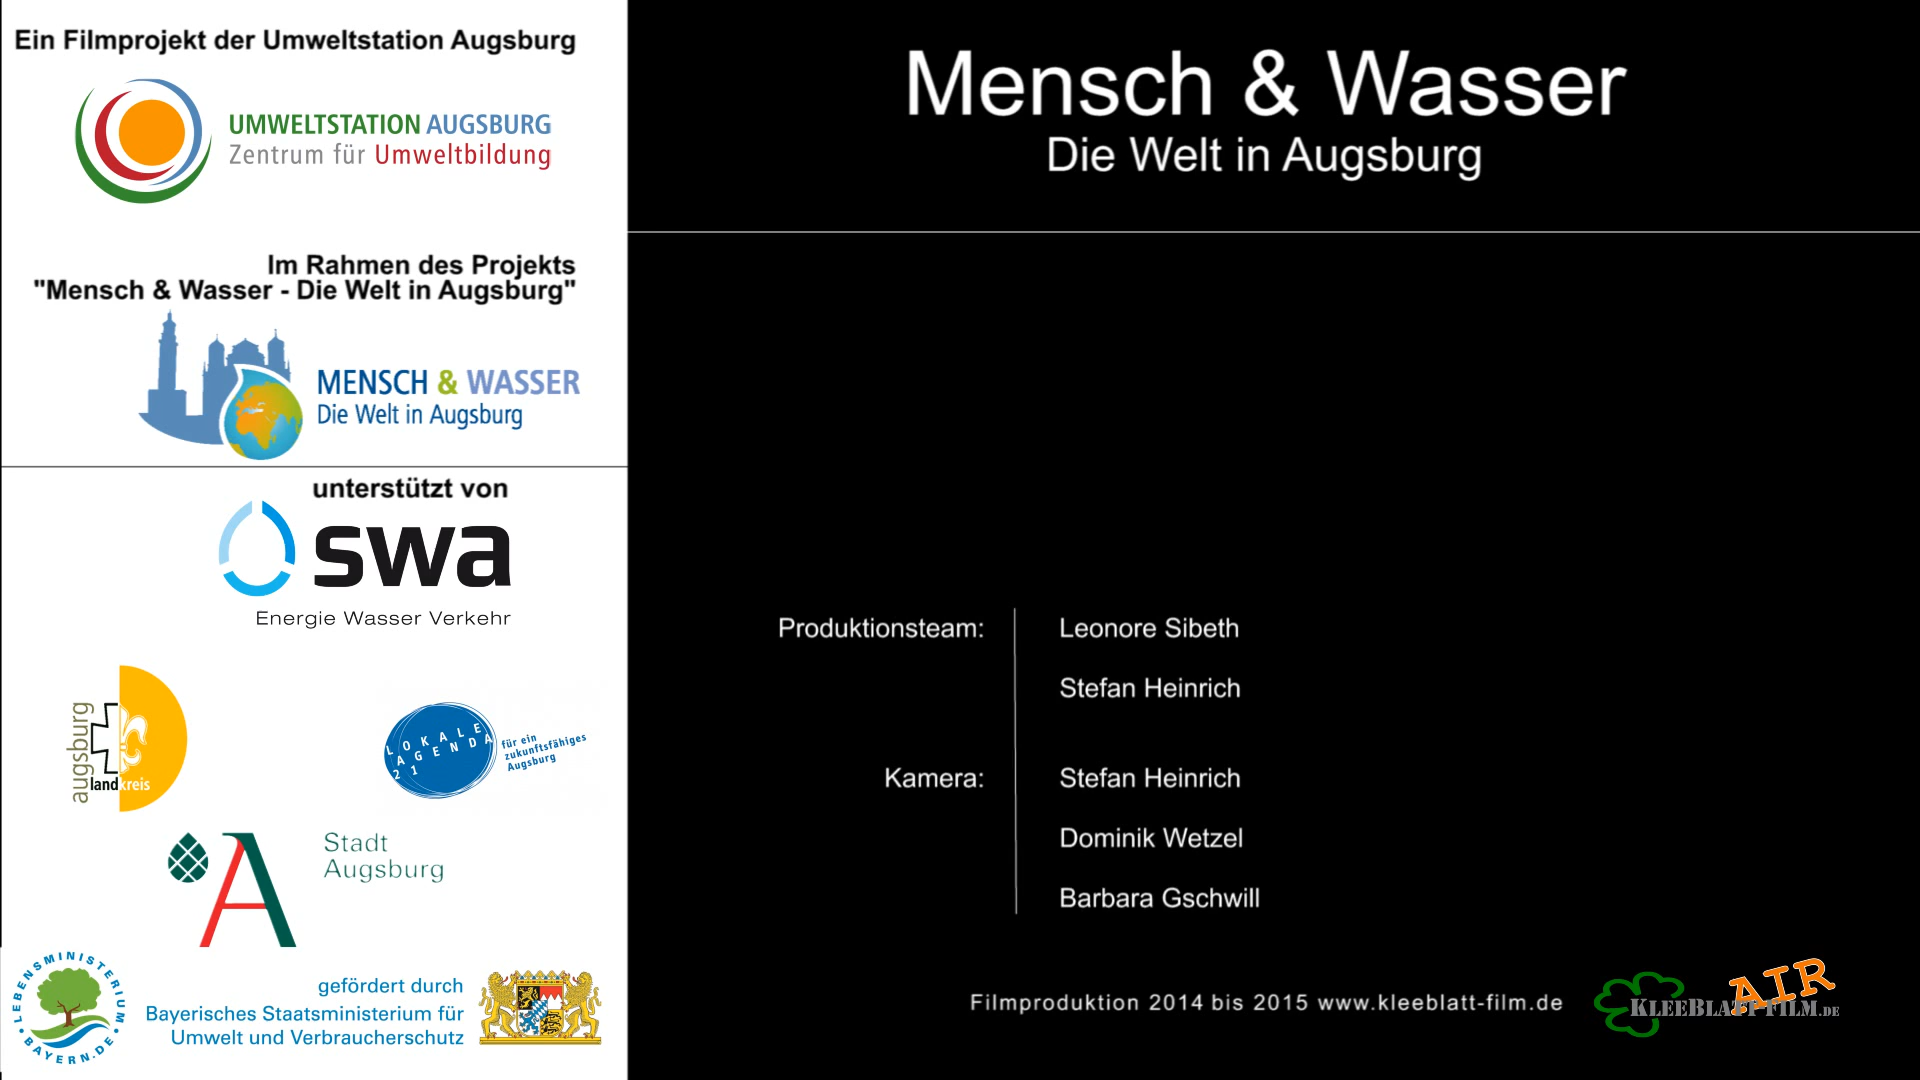 Ein Filmprojekt der Umweltstation Augsburg
UMWELTSTATION AUGSBURG
Zentrum für Umweltbildung
Im Rahmen des Projekts
"Mensch & Wasser - Die Welt in Augsburg"
MENSCH & WASSER
Die Welt in Augsburg
unterstützt von
swa
Energie Wasser Verkehr
augsburg
landkreis
LOKALE
AGENDA
21
für ein
zukunftsfähiges
Augsburg
A
Stadt
Augsburg
LEBENSMINISTERIUM
BAYERN.DE
gefördert durch
Bayerisches Staatsministerium für
Umwelt und Verbraucherschutz
Mensch & Wasser
Die Welt in Augsburg
Produktionsteam: Leonore Sibeth
Stefan Heinrich
Kamera: Stefan Heinrich
Dominik Wetzel
Barbara Gschwill
Filmproduktion 2014 bis 2015 www.kleeblatt-film.de
AIR
KLEEBLATT-FILM.DE